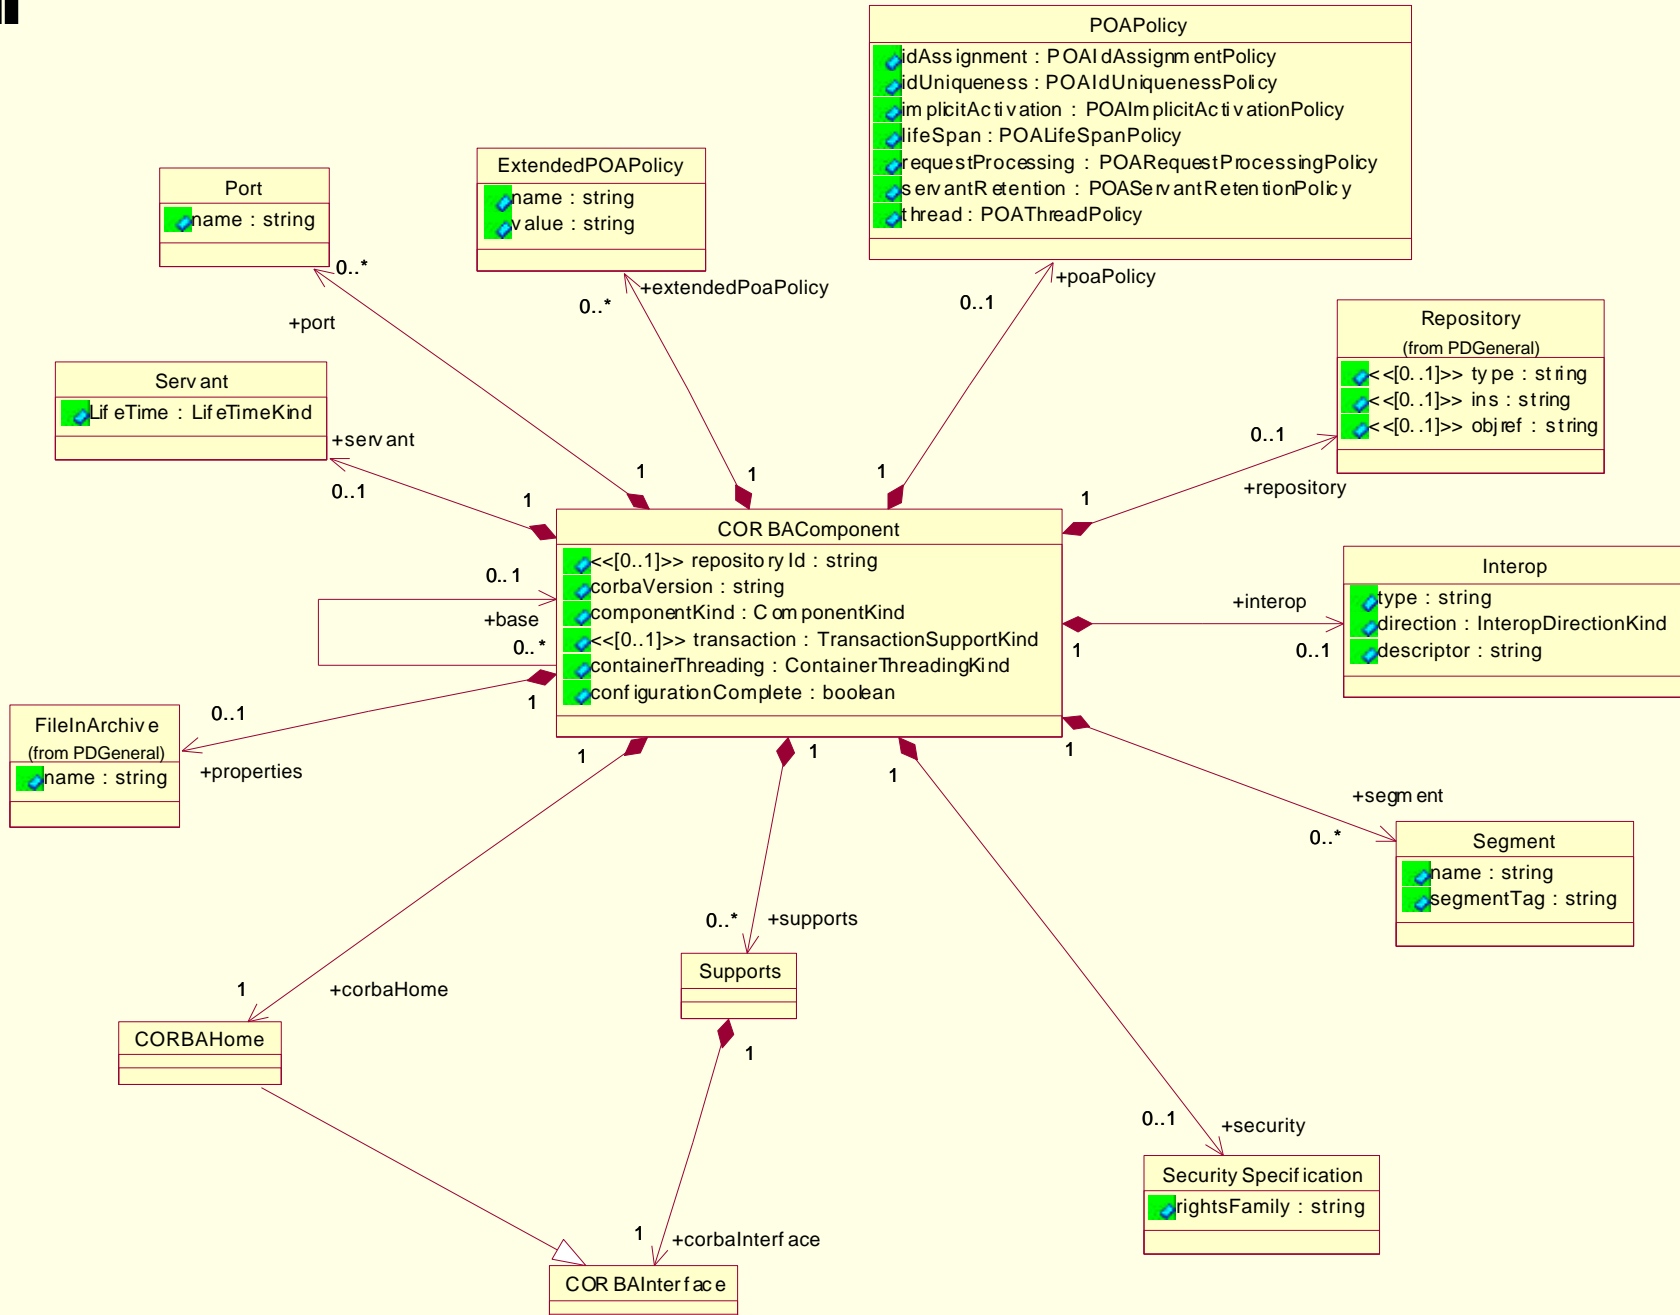 POAPolicy
idAssignment : POAIdAssignmentPolicy
idUniqueness : POAIdUniquenessPolicy
implicitActivation : POAImplicitActivationPolicy
lifeSpan : POALifeSpanPolicy
requestProcessing : POARequestProcessingPolicy
servantRetention : POAServantRetentionPolicy
thread : POAThreadPolicy
ExtendedPOAPolicy
name : string
value : string
Port
name : string
0..*
+port
0..*
+extendedPoaPolicy
0..1
+poaPolicy
Repository
(from PDGeneral)
<<[0..1]>> type : string
<<[0..1]>> ins : string
<<[0..1]>> objref : string
Servant
LifeTime : LifeTimeKind
+servant
0..1
1
1
1
1
1
0..1
+repository
CORBAComponent
<<[0..1]>> repositoryId : string
corbaVersion : string
componentKind : ComponentKind
<<[0..1]>> transaction : TransactionSupportKind
containerThreading : ContainerThreadingKind
configurationComplete : boolean
0..1
+base
0..*
Interop
type : string
direction : InteropDirectionKind
descriptor : string
+interop
1
0..1
FileInArchive
(from PDGeneral)
name : string
0..1
+properties
1
1
1
1
1
+segment
0..*
Segment
name : string
segmentTag : string
0..*
+supports
Supports
1
+corbaHome
CORBAHome
1
0..1
+security
Security Specification
rightsFamily : string
1
+corbaInterface
CORBAInterface